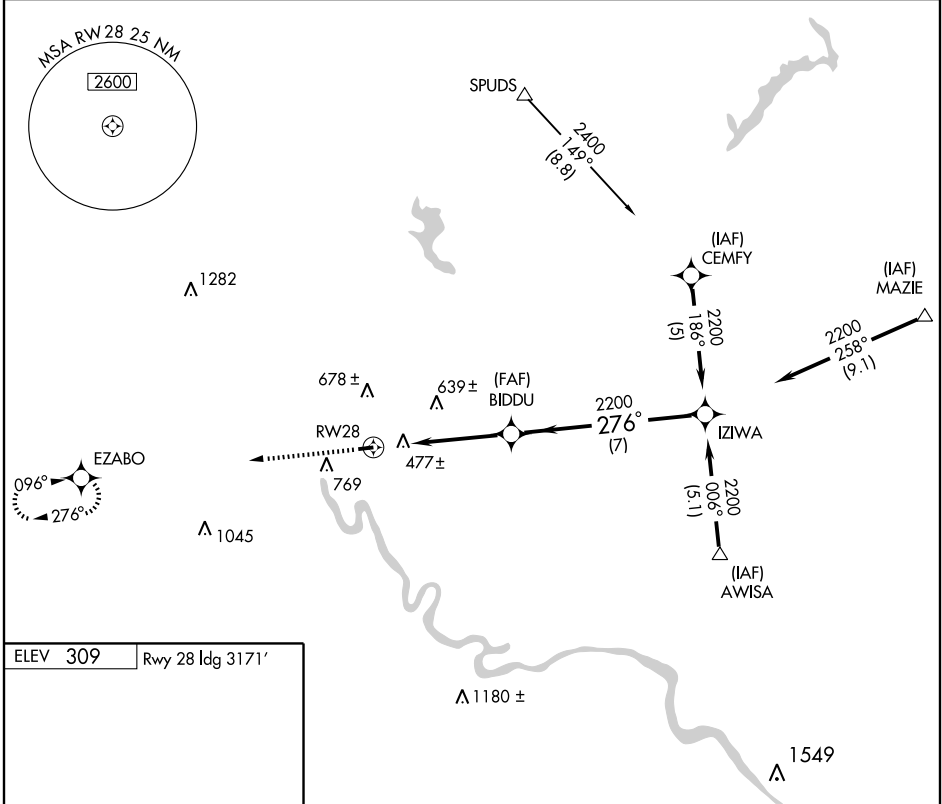 MSA RW 28 25 NM
2600
SPUDS
2400
149°
(8.8)
(IAF)
CEMFY
(IAF)
MAZIE
1282
2200
186°
(5)
2200
258°
(9.1)
678 ±
639 ±
(FAF)
BIDDU
2200
276°
(7)
IZIWA
RW28
477±
769
EZABO
096°
276°
1045
2200
006°
(5.1)
(IAF)
AWISA
ELEV 309
Rwy 28 ldg 3171'
1180 ±
1549